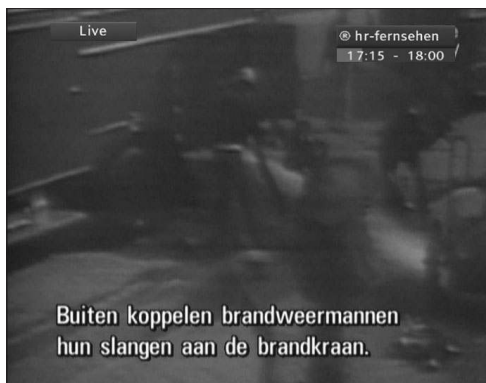 Live
® hr-fernsehen
17:15 - 18:00
Buiten koppelen brandweermannen
hun slangen aan de brandkraan.